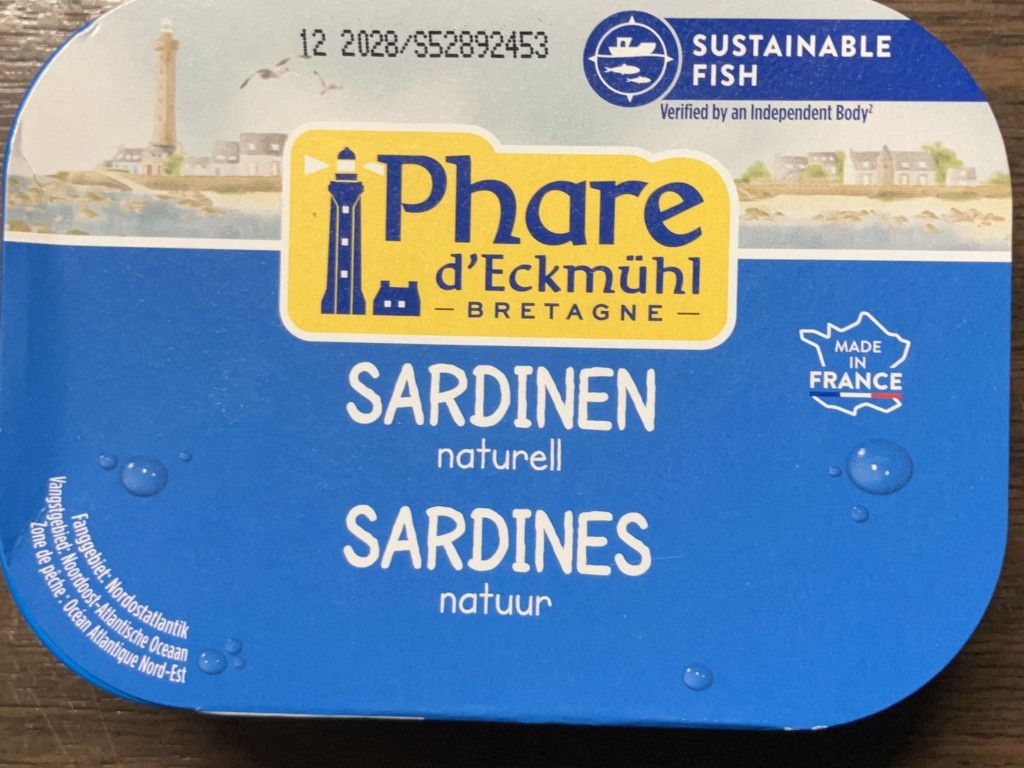 12 2028/S52892453
SUSTAINABLE
FISH
Verified by an Independent Body²
Phare
d'Eckmühl
– BRETAGNE –
MADE
IN
FRANCE
SARDINEN
naturell
SARDINES
natuur
Fanggebiet: Nordostatlantik
Vangstgebied: Noordoost-Atlantische Oceaan
Zone de pêche : Océan Atlantique Nord-Est